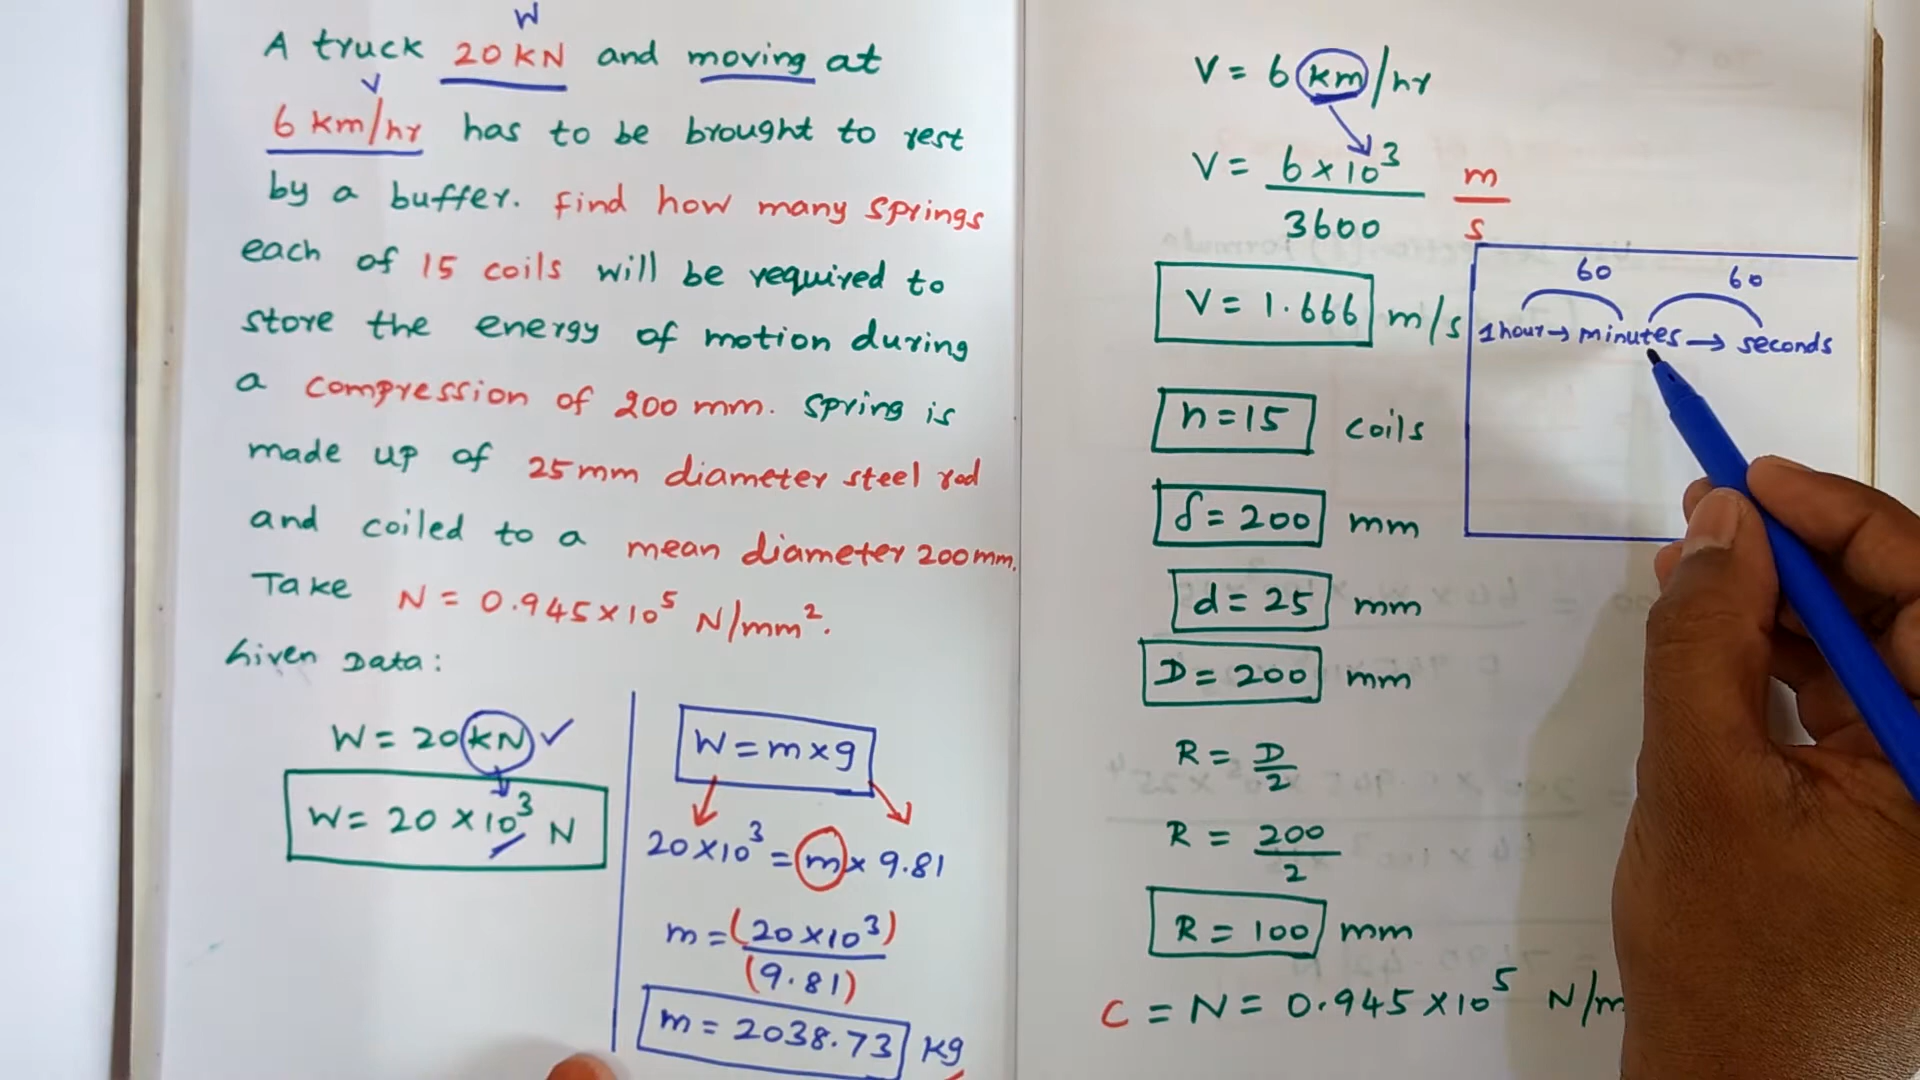 W
A truck 20 kN and moving at
V
6 km/hr has to be brought to rest
by a buffer. Find how many springs
each of 15 coils will be required to
store the energy of motion during
a compression of 200 mm. Spring is
made up of 25mm diameter steel rod
and coiled to a mean diameter 200mm.
Take N = 0.945×10⁵ N/mm².
Given Data:
W = 20 kN ✓
W = 20 × 10³ N
W = m × g
20×10³ = m × 9.81
m = (20×10³)/(9.81)
m = 2038.73 kg
V = 6 km/hr
V = 6×10³/3600 m/s
V = 1.666 m/s
60 60
1 hour → minutes → seconds
n = 15 coils
δ = 200 mm
d = 25 mm
D = 200 mm
R = D/2
R = 200/2
R = 100 mm
C = N = 0.945×10⁵ N/m